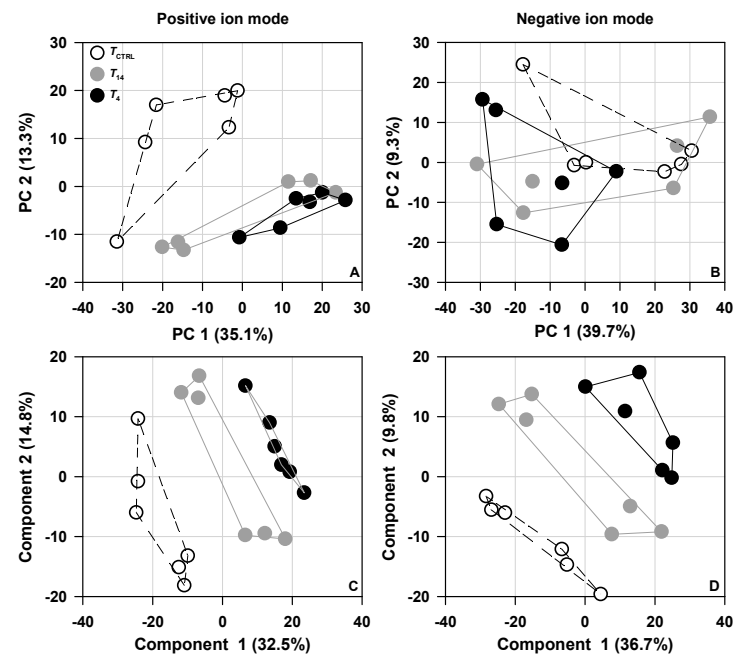 Positive ion mode
Negative ion mode
30
20
10
0
-10
-20
PC 2 (13.3%)
T CTRL
T 14
T 4
A
-40 -30 -20 -10 0 10 20 30
PC 1 (35.1%)
30
20
10
0
-10
-20
-30
PC 2 (9.3%)
B
-40 -30 -20 -10 0 10 20 30 40
PC 1 (39.7%)
20
10
0
-10
-20
Component 2 (14.8%)
C
-40 -20 0 20 40
Component 1 (32.5%)
20
10
0
-10
-20
Component 2 (9.8%)
D
-40 -20 0 20 40
Component 1 (36.7%)